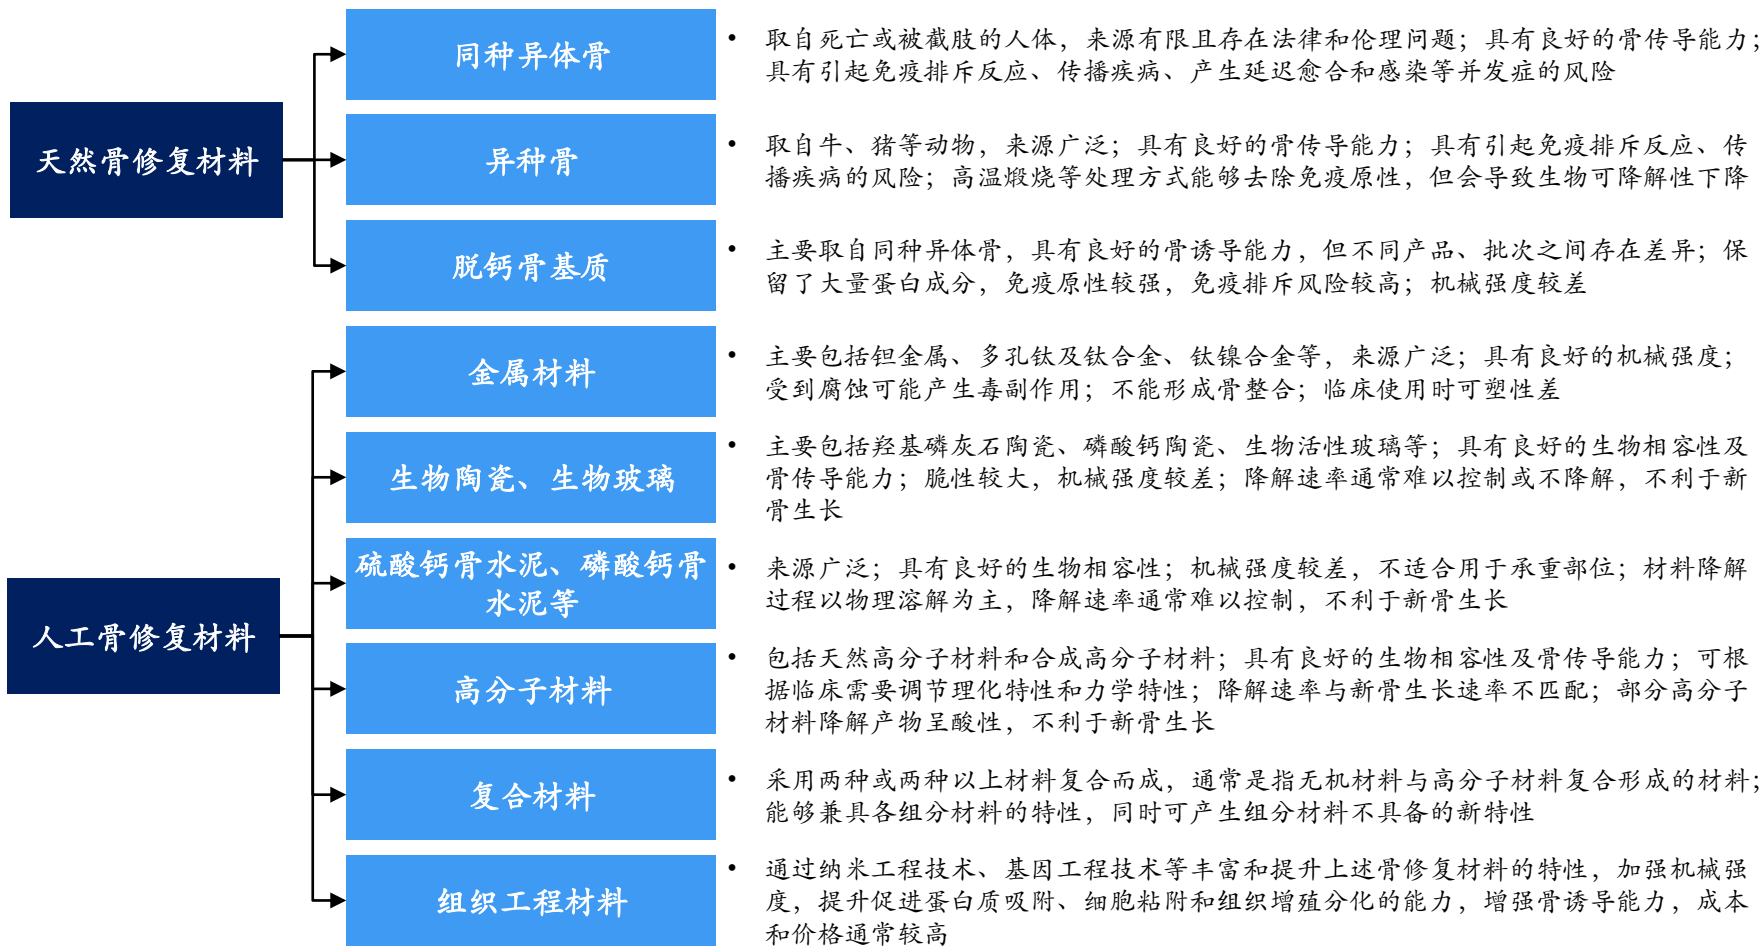 天然骨修复材料
同种异体骨
• 取自死亡或被截肢的人体，来源有限且存在法律和伦理问题；具有良好的骨传导能力；
具有引起免疫排斥反应、传播疾病、产生延迟愈合和感染等并发症的风险
异种骨
• 取自牛、猪等动物，来源广泛；具有良好的骨传导能力；具有引起免疫排斥反应、传
播疾病的风险；高温煅烧等处理方式能够去除免疫原性，但会导致生物可降解性下降
脱钙骨基质
• 主要取自同种异体骨，具有良好的骨诱导能力，但不同产品、批次之间存在差异；保
留了大量蛋白成分，免疫原性较强，免疫排斥风险较高；机械强度较差
人工骨修复材料
金属材料
• 主要包括钽金属、多孔钛及钛合金、钛镍合金等，来源广泛；具有良好的机械强度；
受到腐蚀可能产生毒副作用；不能形成骨整合；临床使用时可塑性差
生物陶瓷、生物玻璃
• 主要包括羟基磷灰石陶瓷、磷酸钙陶瓷、生物活性玻璃等；具有良好的生物相容性及
骨传导能力；脆性较大，机械强度较差；降解速率通常难以控制或不降解，不利于新
骨生长
硫酸钙骨水泥、磷酸钙骨
水泥等
• 来源广泛；具有良好的生物相容性；机械强度较差，不适合用于承重部位；材料降解
过程以物理溶解为主，降解速率通常难以控制，不利于新骨生长
高分子材料
• 包括天然高分子材料和合成高分子材料；具有良好的生物相容性及骨传导能力；可根
据临床需要调节理化特性和力学特性；降解速率与新骨生长速率不匹配；部分高分子
材料降解产物呈酸性，不利于新骨生长
复合材料
• 采用两种或两种以上材料复合而成，通常是指无机材料与高分子材料复合形成的材料；
能够兼具各组分材料的特性，同时可产生组分材料不具备的新特性
组织工程材料
• 通过纳米工程技术、基因工程技术等丰富和提升上述骨修复材料的特性，加强机械强
度，提升促进蛋白质吸附、细胞粘附和组织增殖分化的能力，增强骨诱导能力，成本
和价格通常较高